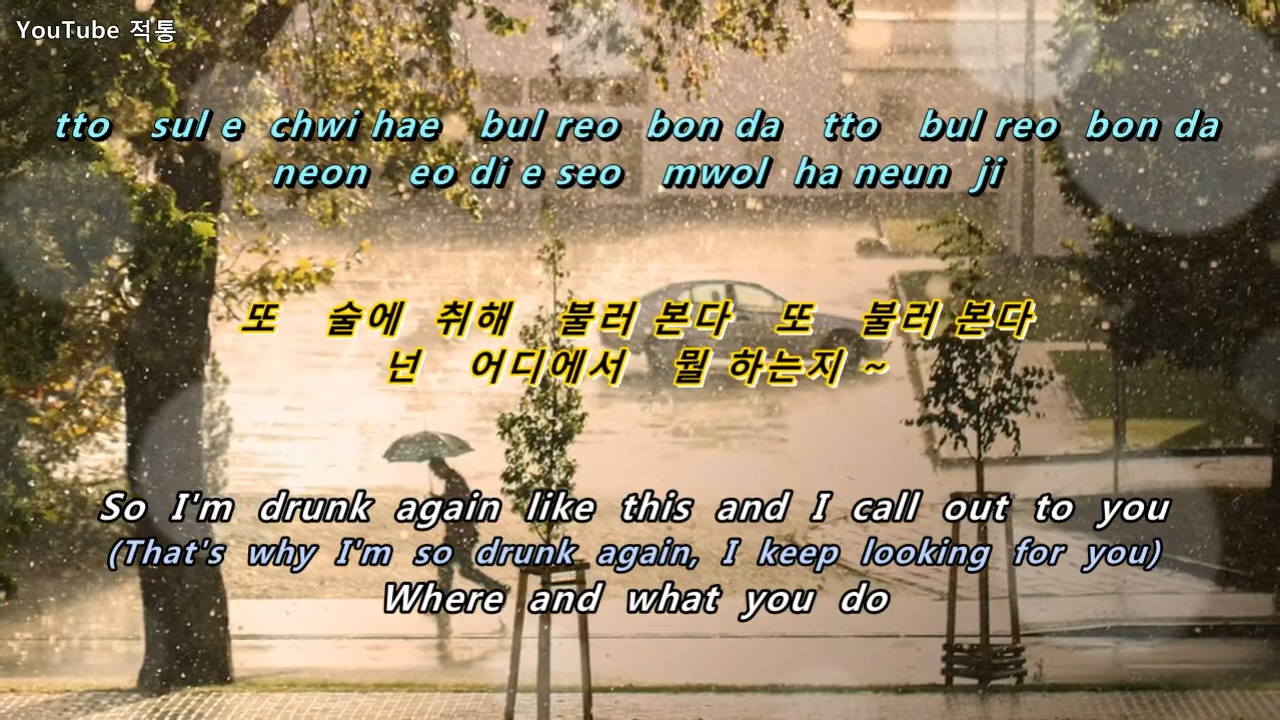 YouTube 적통
tto sul e chwi hae bul reo bon da tto bul reo bon da
neon eo di e seo mwol ha neun ji
또 술에 취해 불러 본다 또 불러 본다
넌 어디에서 뭘 하는지 ~
So I'm drunk again like this and I call out to you
(That's why I'm so drunk again, I keep looking for you)
Where and what you do